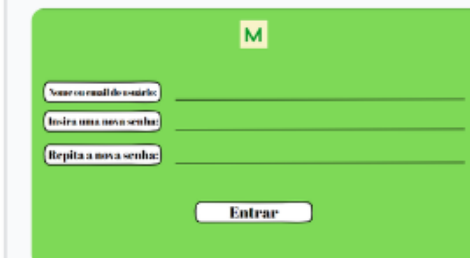 M
Nome ou email do usuário:
Insira uma nova senha:
Repita a nova senha:
Entrar